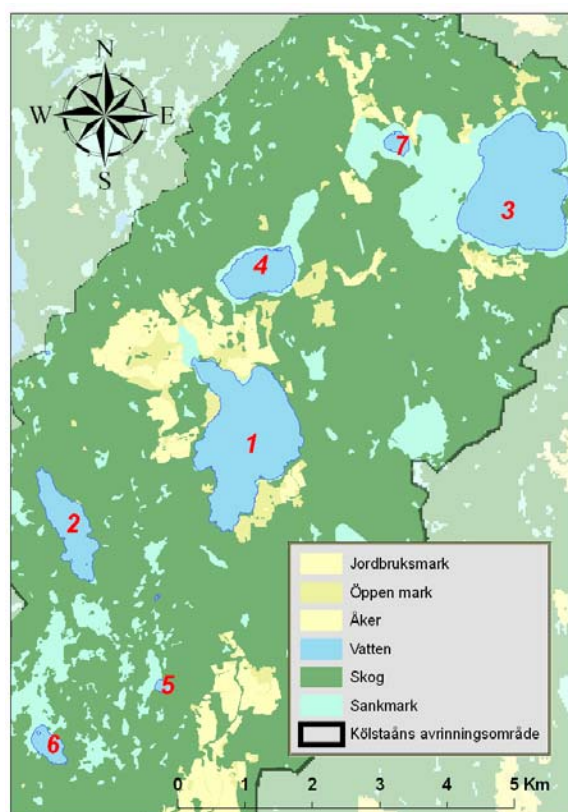 N
W E
S
7
3
4
1
2
5
6
Jordbruksmark
Öppen mark
Åker
Vatten
Skog
Sankmark
Kölstaåns avrinningsområde
0 1 2 3 4 5 Km